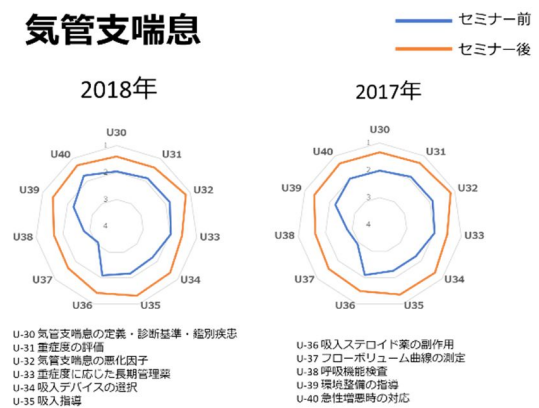 気管支喘息
セミナー前
セミナー後
2018年
2017年
U30
U31
U32
U33
U34
U35
U36
U37
U38
U39
U40
1
2
3
4
U30
U31
U32
U33
U34
U35
U36
U37
U38
U39
U40
1
2
3
4
U-30 気管支喘息の定義・診断基準・鑑別疾患
U-31 重症度の評価
U-32 気管支喘息の悪化因子
U-33 重症度に応じた長期管理薬
U-34 吸入デバイスの選択
U-35 吸入指導
U-36 吸入ステロイド薬の副作用
U-37 フローボリューム曲線の測定
U-38 呼吸機能検査
U-39 環境整備の指導
U-40 急性増悪時の対応